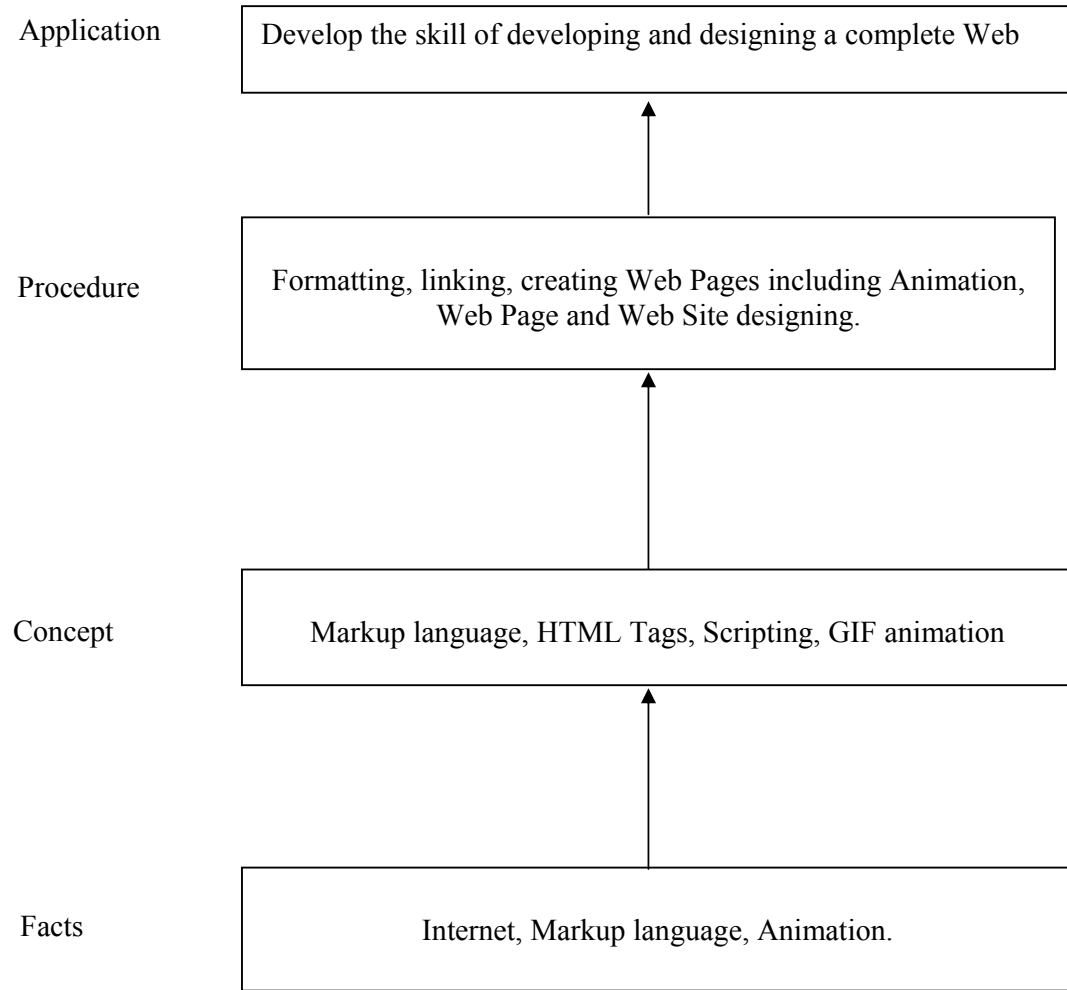 Application
Develop the skill of developing and designing a complete Web
Procedure
Formatting, linking, creating Web Pages including Animation,
Web Page and Web Site designing.
Concept
Markup language, HTML Tags, Scripting, GIF animation
Facts
Internet, Markup language, Animation.